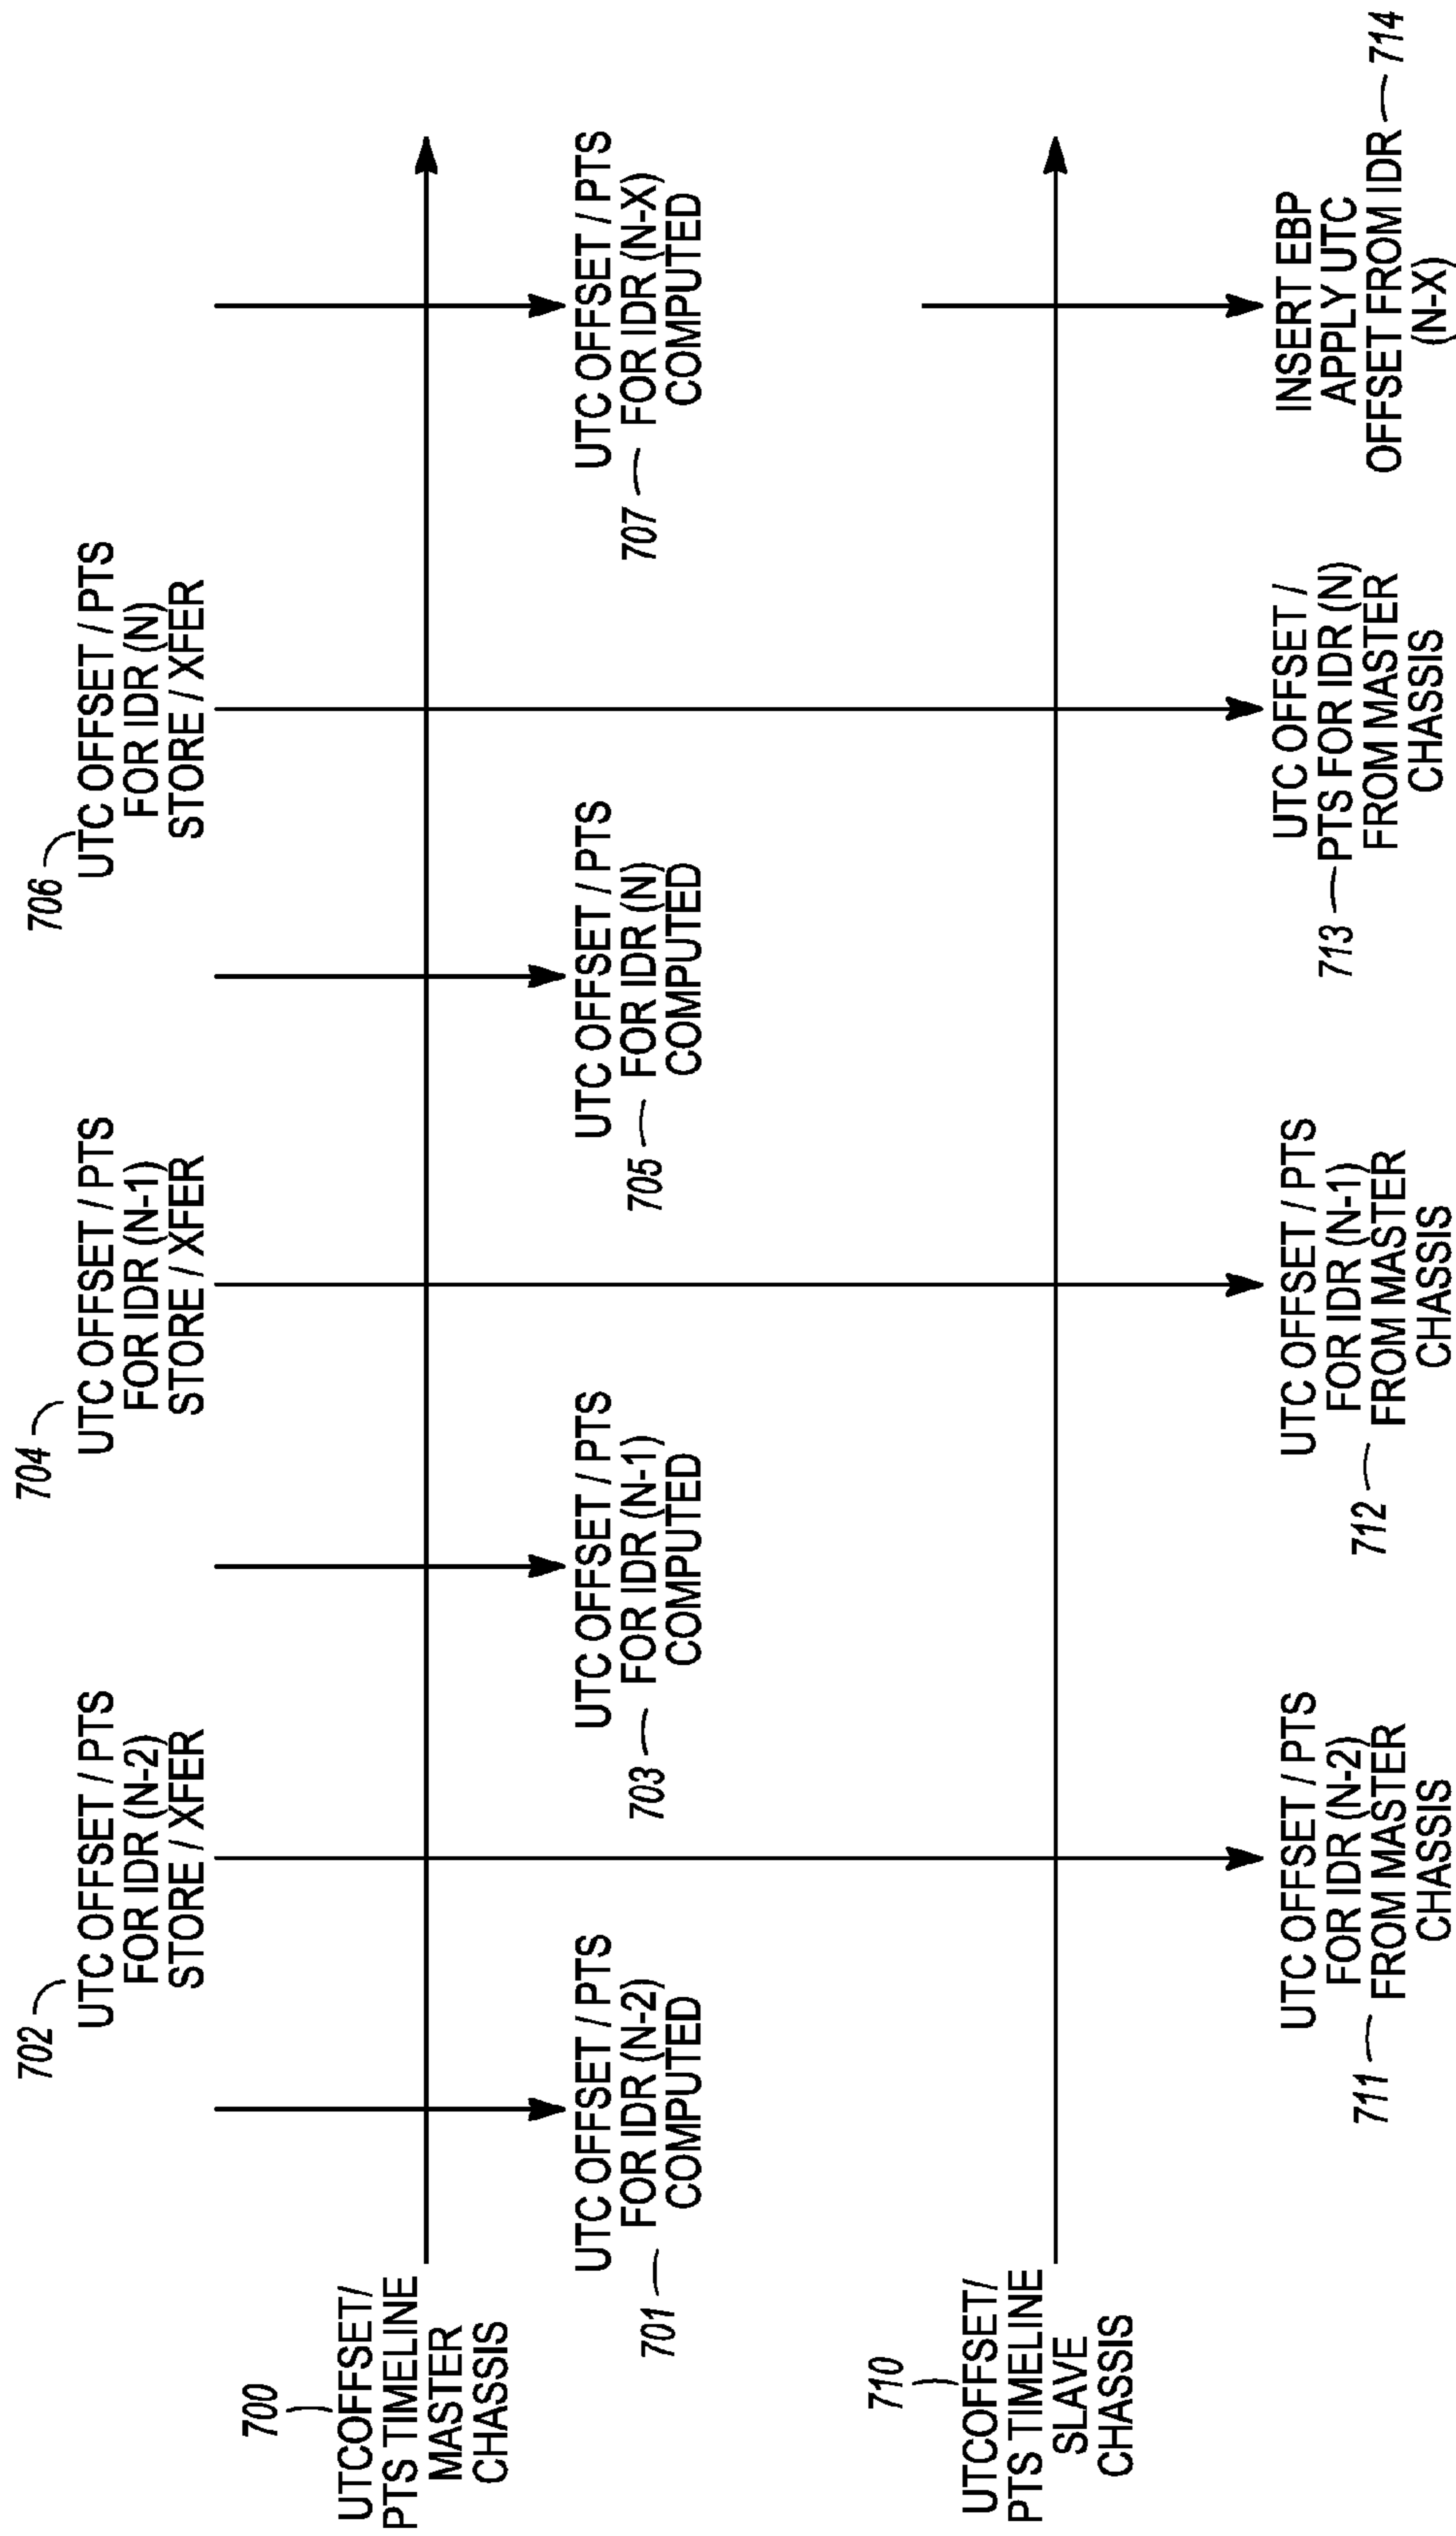 702
UTC OFFSET / PTS
FOR IDR (N-2)
STORE / XFER
704
UTC OFFSET / PTS
FOR IDR (N-1)
STORE / XFER
706
UTC OFFSET / PTS
FOR IDR (N)
STORE / XFER
700
UTCOFFSET/
PTS TIMELINE
MASTER
CHASSIS
UTC OFFSET / PTS
701 FOR IDR (N-2)
COMPUTED
UTC OFFSET / PTS
703 FOR IDR (N-1)
COMPUTED
UTC OFFSET / PTS
705 FOR IDR (N)
COMPUTED
UTC OFFSET / PTS
707 FOR IDR (N-X)
COMPUTED
710
UTCOFFSET/
PTS TIMELINE
SLAVE
CHASSIS
UTC OFFSET / PTS
FOR IDR (N-2)
711 FROM MASTER
CHASSIS
UTC OFFSET / PTS
FOR IDR (N-1)
712 FROM MASTER
CHASSIS
UTC OFFSET /
713 PTS FOR IDR (N)
FROM MASTER
CHASSIS
INSERT EBP
APPLY UTC
OFFSET FROM IDR 714
(N-X)